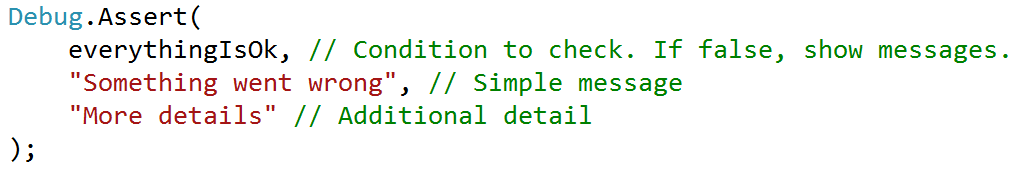 Debug.Assert(
    everythingIsOk, // Condition to check. If false, show messages.
    "Something went wrong", // Simple message
    "More details" // Additional detail
);